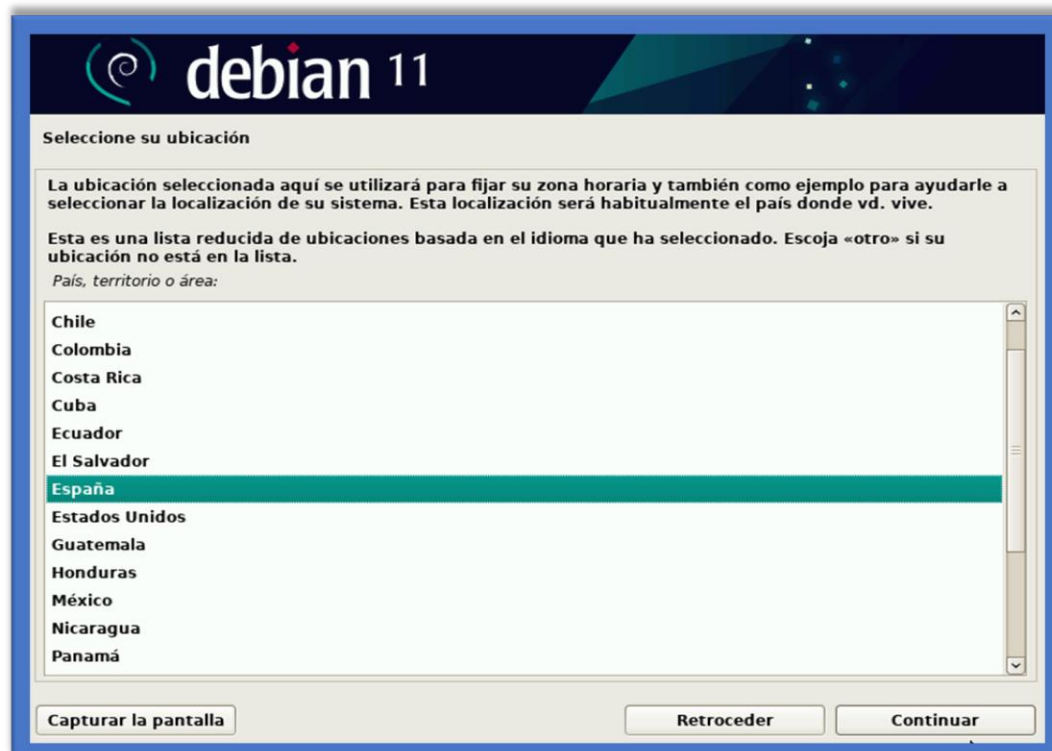 debian 11
Seleccione su ubicación
La ubicación seleccionada aquí se utilizará para fijar su zona horaria y también como ejemplo para ayudarle a
seleccionar la localización de su sistema. Esta localización será habitualmente el país donde vd. vive.
Esta es una lista reducida de ubicaciones basada en el idioma que ha seleccionado. Escoja «otro» si su
ubicación no está en la lista.
País, territorio o área:
Chile
Colombia
Costa Rica
Cuba
Ecuador
El Salvador
España
Estados Unidos
Guatemala
Honduras
México
Nicaragua
Panamá
Capturar la pantalla
Retroceder
Continuar